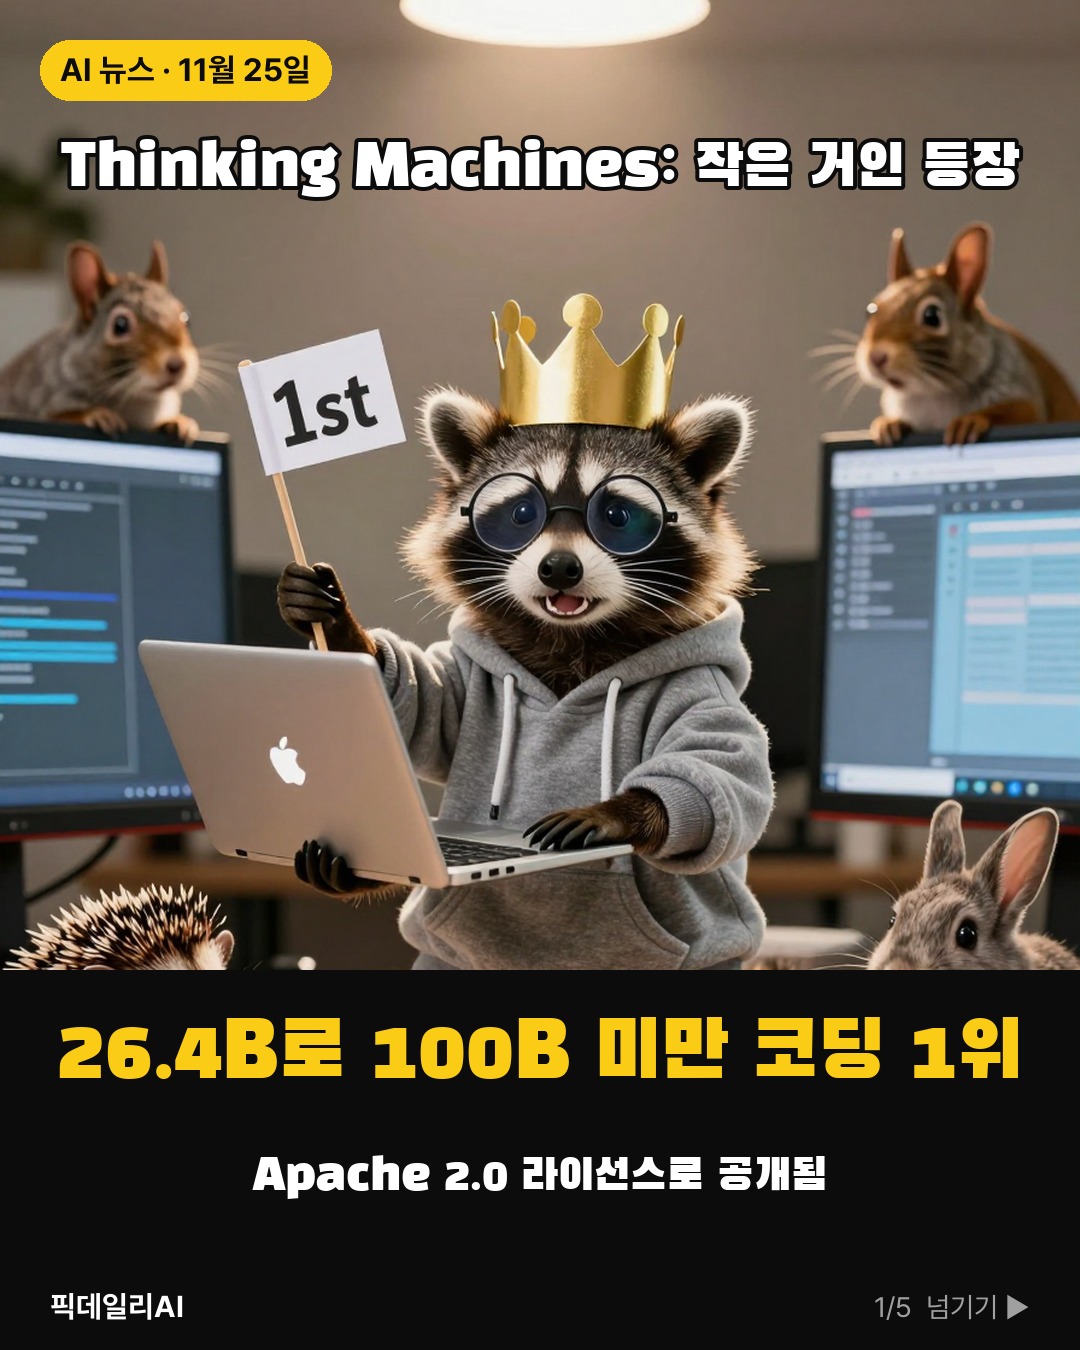 AI 뉴스 · 11월 25일
Thinking Machines: 작은 거인 등장
1st
26.4B로 100B 미만 코딩 1위
Apache 2.0 라이선스로 공개됨
픽데일리AI
1/5 넘기기 ▶